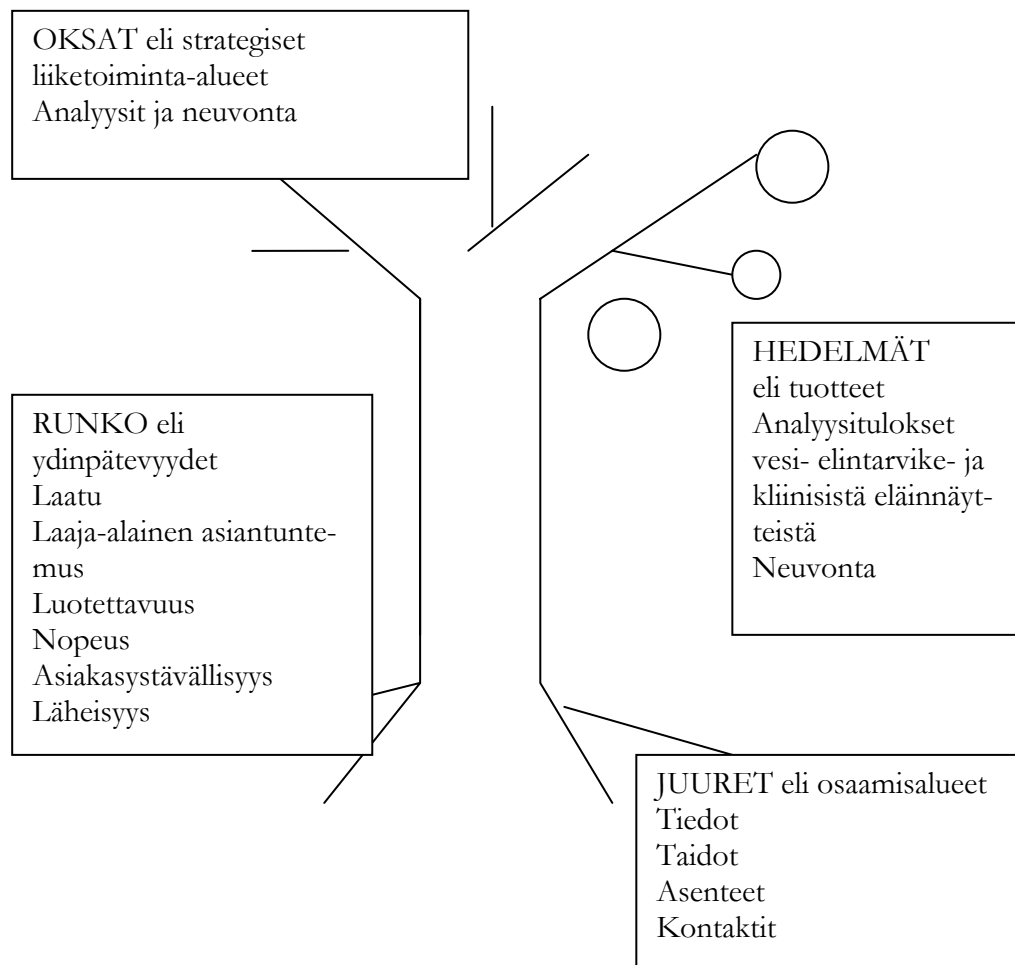 OKSAT eli strategiset
liiketoiminta-alueet
Analyysit ja neuvonta
HEDELMÄT
eli tuotteet
Analyysitulokset
vesi- elintarvike- ja
kliinisistä eläinnäyt-
teistä
Neuvonta
RUNKO eli
ydinpätevyydet
Laatu
Laaja-alainen asiantunte-
mus
Luotettavuus
Nopeus
Asiakasystävällisyys
Läheisyys
JUURET eli osaamisalueet
Tiedot
Taidot
Asenteet
Kontaktit